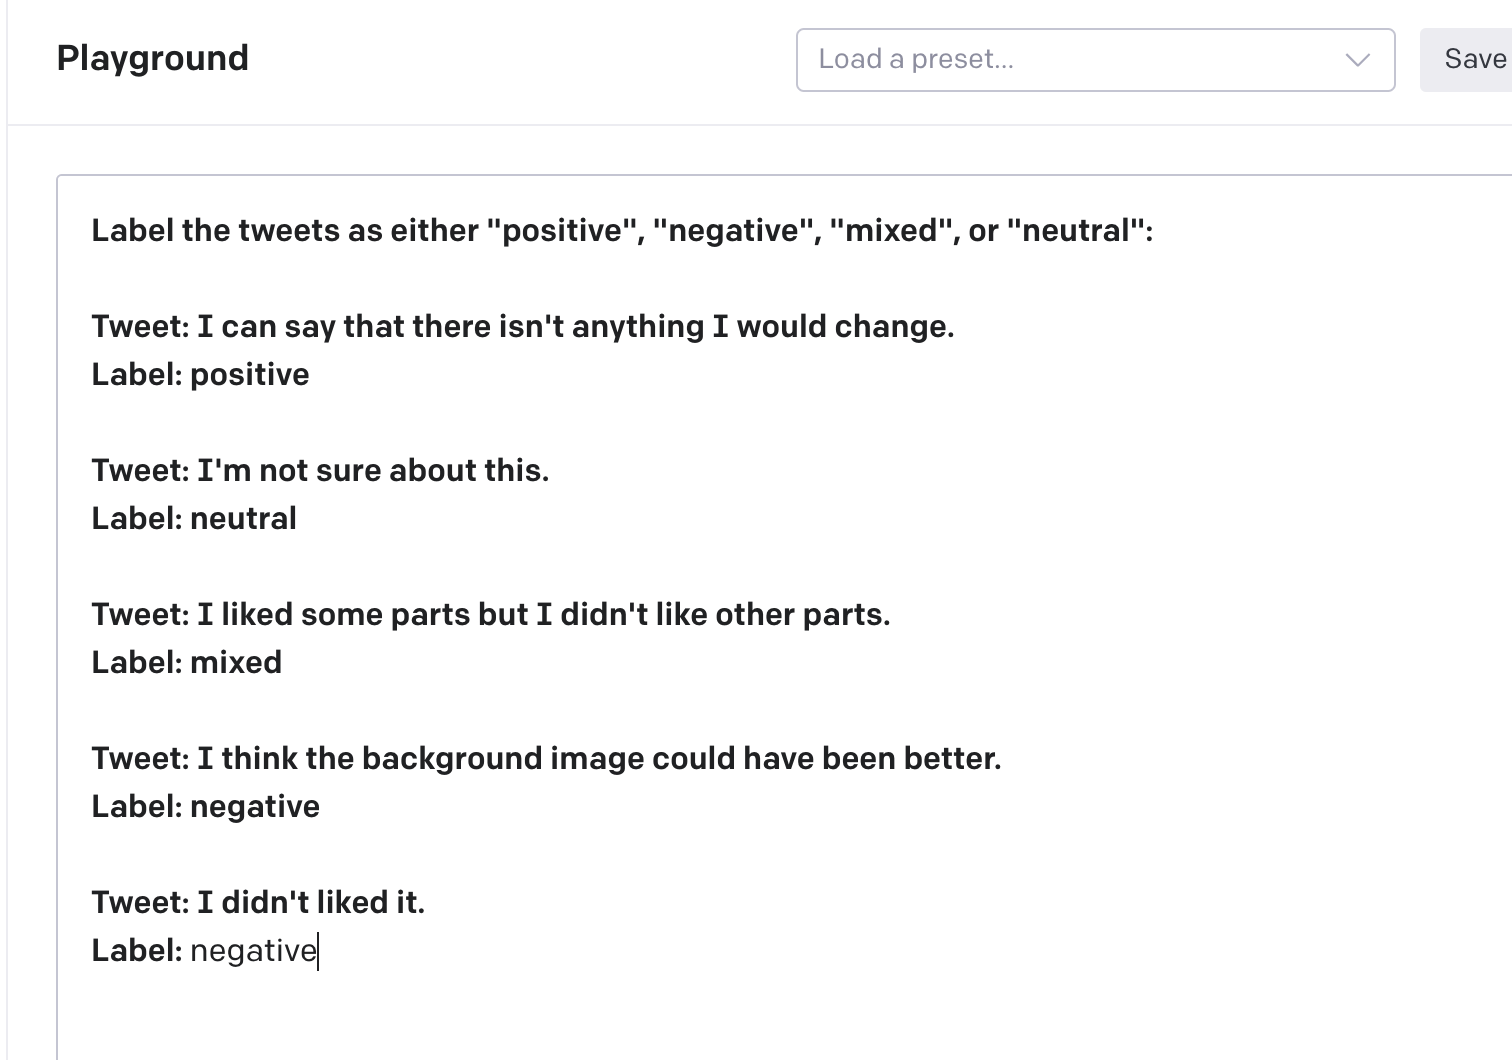 Playground
Load a preset...
Save
Label the tweets as either "positive", "negative", "mixed", or "neutral":
Tweet: I can say that there isn't anything I would change.
Label: positive
Tweet: I'm not sure about this.
Label: neutral
Tweet: I liked some parts but I didn't like other parts.
Label: mixed
Tweet: I think the background image could have been better.
Label: negative
Tweet: I didn't liked it.
Label: negative